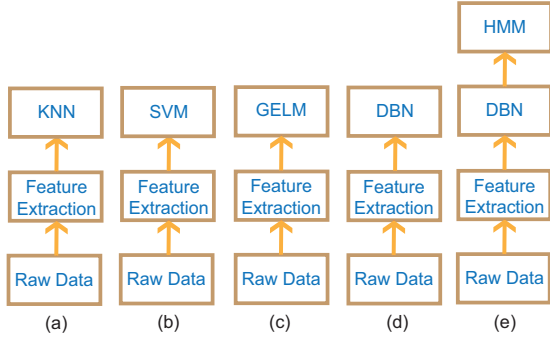 HMM
KNN
SVM
GELM
DBN
DBN
Feature
Extraction
Feature
Extraction
Feature
Extraction
Feature
Extraction
Feature
Extraction
Raw Data
Raw Data
Raw Data
Raw Data
Raw Data
(a)
(b)
(c)
(d)
(e)